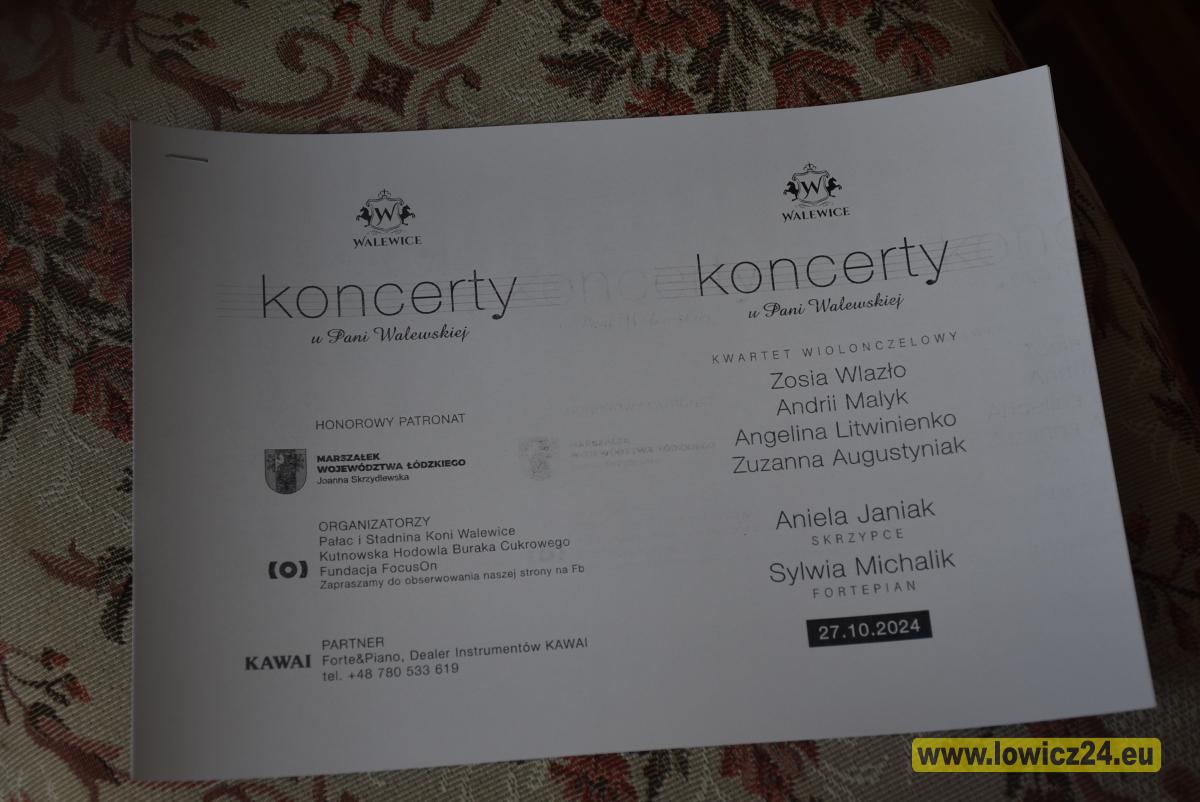 W
WALEWICE
koncerty
u Pani Walewskiej
HONOROWY PATRONAT
MARSZAŁEK
WOJEWÓDZTWA ŁÓDZKIEGO
Joanna Skrzydlewska
ORGANIZATORZY
Pałac i Stadnina Koni Walewice
Kutnowska Hodowla Buraka Cukrowego
Fundacja FocusOn
Zapraszamy do obserwowania naszej strony na Fb
PARTNER
KAWAI
Forte&Piano, Dealer Instrumentów KAWAI
tel. +48 780 533 619
W
WALEWICE
koncerty
u Pani Walewskiej
KWARTET WIOLONCZELOWY
Zosia Wlazło
Andrii Malyk
Angelina Litwinienko
Zuzanna Augustyniak
Aniela Janiak
SKRZYPCE
Sylwia Michalik
FORTEPIAN
27.10.2024
www.lowicz24.eu